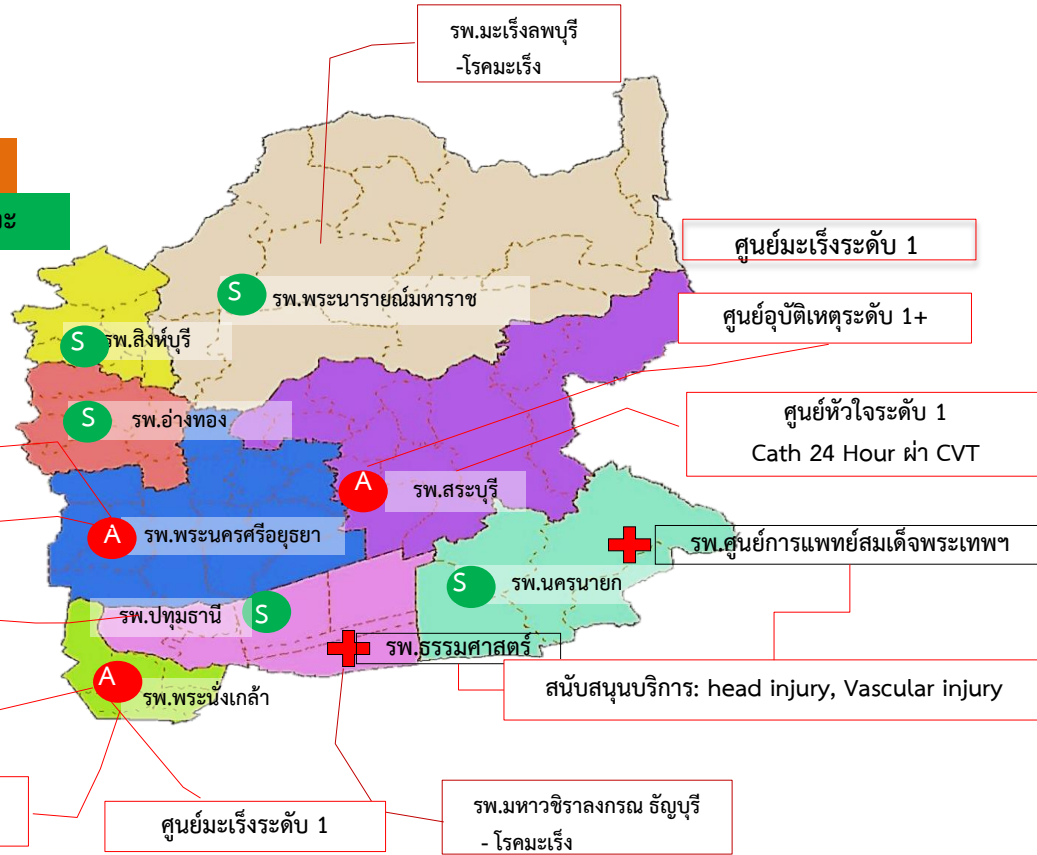 รพ.มะเร็งลพบุรี
-โรคมะเร็ง
ศูนย์มะเร็งระดับ 1
S
รพ.พระนารายณ์มหาราช
ศูนย์อุบัติเหตุระดับ 1+
S
รพ.สิงห์บุรี
S
รพ.อ่างทอง
ศูนย์หัวใจระดับ 1
Cath 24 Hour ผ่า CVT
A
รพ.สระบุรี
A
รพ.พระนครศรีอยุธยา
รพ.ศูนย์การแพทย์สมเด็จพระเทพฯ
S
รพ.นครนายก
รพ.ปทุมธานี
S
รพ.ธรรมศาสตร์
A
รพ.พระนั่งเกล้า
สนับสนุนบริการ: head injury, Vascular injury
ศูนย์มะเร็งระดับ 1
รพ.มหาวชิราลงกรณ ธัญบุรี
- โรคมะเร็ง